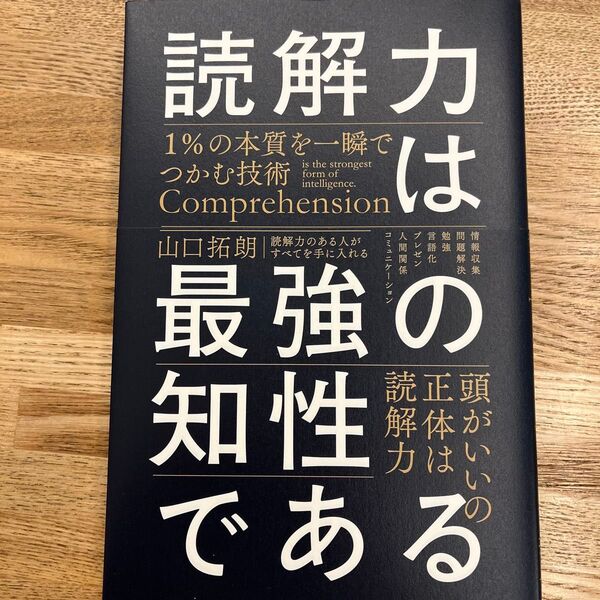 読解力は
1%の本質を一瞬で
つかむ技術
is the strongest
form of
intelligence.
Comprehension
山口拓朗
読解力のある人が
すべてを手に入れる
情報収集
問題解決
勉強
言語化
プレゼン
人間関係
コミュニケーション
最強の
知性
頭がいいの
正体は
読解力
である